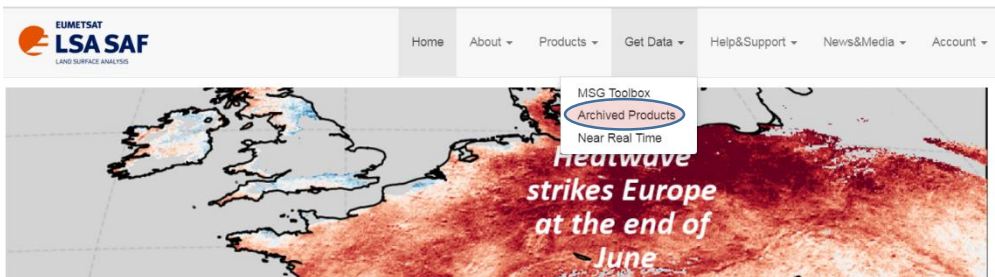 EUMETSAT
LSA SAF
LAND SURFACE ANALYSIS
Home About Products Get Data Help&Support News&Media Account
MSG Toolbox
Archived Products
Near Real Time
Heatwave
strikes Europe
at the end of
June